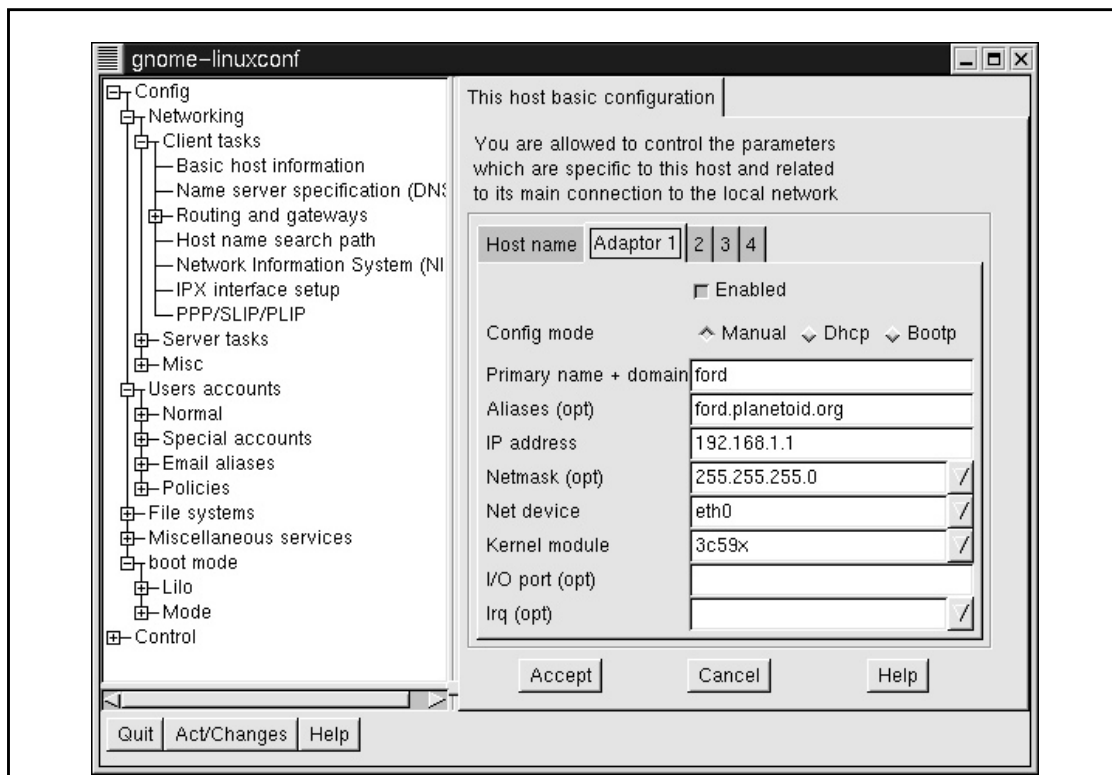 gnome-linuxconf
Config
Networking
Client tasks
Basic host information
Name server specification (DNS
Routing and gateways
Host name search path
Network Information System (NI
IPX interface setup
PPP/SLIP/PLIP
Server tasks
Misc
Users accounts
Normal
Special accounts
Email aliases
Policies
File systems
Miscellaneous services
boot mode
Lilo
Mode
Control
Quit Act/Changes Help
This host basic configuration
You are allowed to control the parameters
which are specific to this host and related
to its main connection to the local network
Host name Adaptor 1 2 3 4
Enabled
Config mode Manual Dhcp Bootp
Primary name + domain ford
Aliases (opt) ford.planetoid.org
IP address 192.168.1.1
Netmask (opt) 255.255.255.0
Net device eth0
Kernel module 3c59x
I/O port (opt)
Irq (opt)
Accept Cancel Help